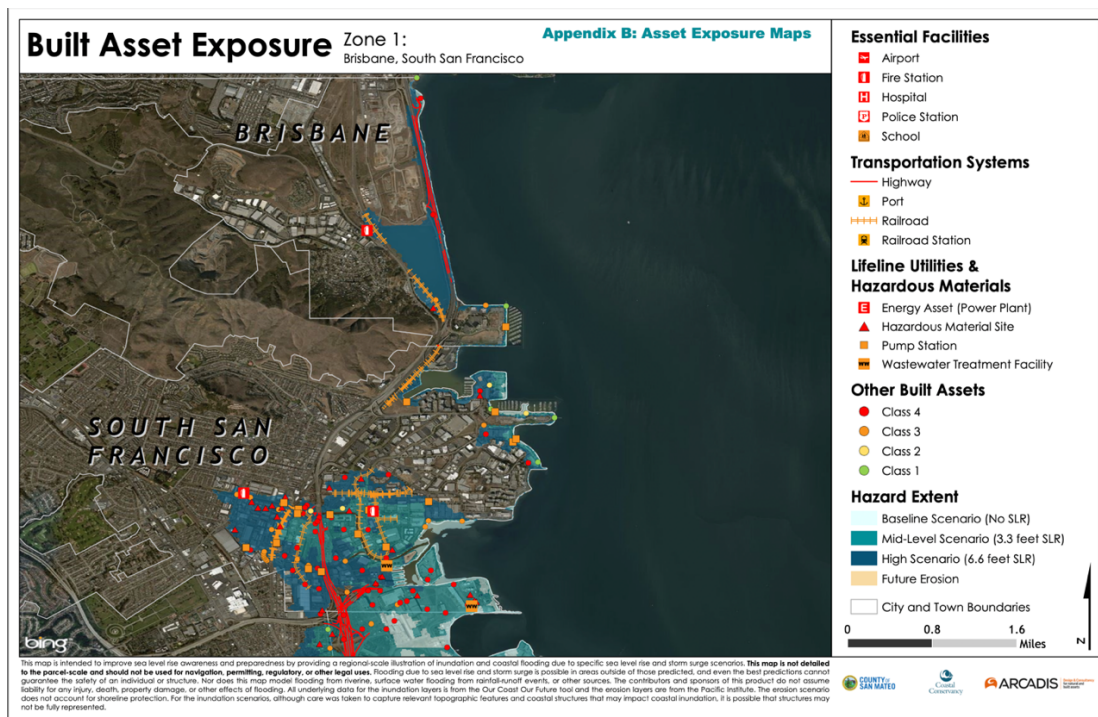 Built Asset Exposure
Zone 1:
Brisbane, South San Francisco
Appendix B: Asset Exposure Maps
BRISBANE
SOUTH SAN
FRANCISCO
bing
Essential Facilities
Airport
Fire Station
H Hospital
P Police Station
School
Transportation Systems
Highway
Port
Railroad
Railroad Station
Lifeline Utilities &
Hazardous Materials
E Energy Asset (Power Plant)
Hazardous Material Site
Pump Station
WW Wastewater Treatment Facility
Other Built Assets
Class 4
Class 3
Class 2
Class 1
Hazard Extent
Baseline Scenario (No SLR)
Mid-Level Scenario (3.3 feet SLR)
High Scenario (6.6 feet SLR)
Future Erosion
City and Town Boundaries
0 0.8 1.6
Miles
N
This map is intended to improve sea level rise awareness and preparedness by providing a regional-scale illustration of inundation and coastal flooding due to specific sea level rise and storm surge scenarios. This map is not detailed
to the parcel-scale and should not be used for navigation, permitting, regulatory, or other legal uses. Flooding due to sea level rise and storm surge is possible in areas outside of those predicted, and even the best predictions cannot
guarantee the safety of an individual or structure. Nor does this map model flooding from riverine, surface water flooding from rainfall-runoff events, or other sources. The contributors and sponsors of this product do not assume
liability for any injury, death, property damage, or other effects of flooding. All underlying data for the inundation layers is from the Our Coast Our Future tool and the erosion layers are from the Pacific Institute. The erosion scenario
does not account for shoreline protection. For the inundation scenarios, although care was taken to capture relevant topographic features and coastal structures that may impact coastal inundation, it is possible that structures may
not be fully represented.
COUNTY OF
SAN MATEO
Coastal
Conservancy
ARCADIS